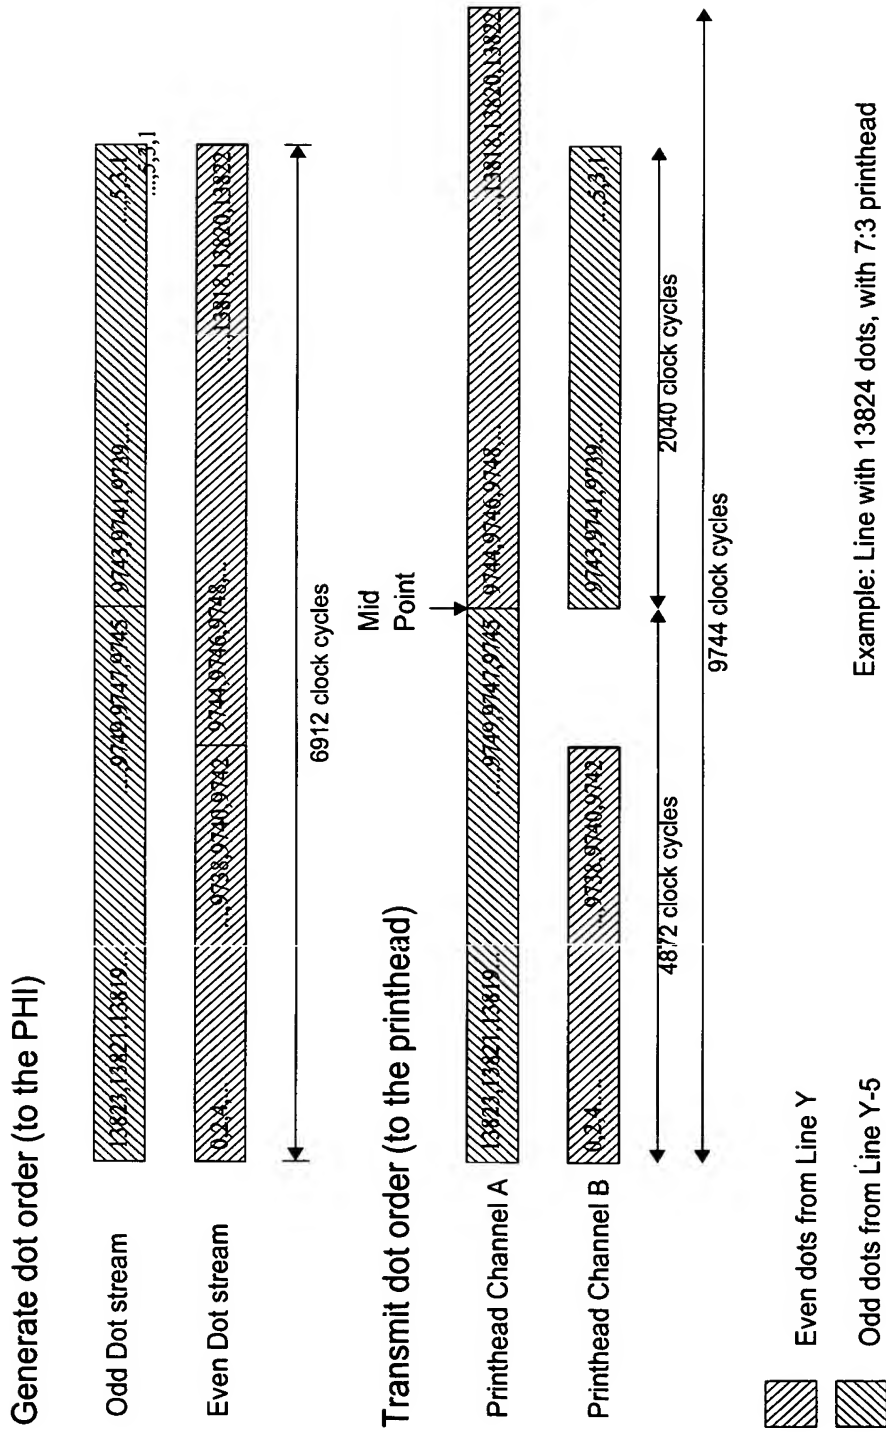 Generate dot order (to the PHI)
Odd Dot stream
13823,13821,13819...
...,9749,9747,9745
9743,9741,9739,...
...,5,3,1
...,5,3,1
Even Dot stream
0,2,4,...
...,9738,9740,9742
9744,9746,9748,...
...,13818,13820,13822
6912 clock cycles
Transmit dot order (to the printhead)
Mid
Point
Printhead Channel A
13823,13821,13819...
...,9749,9747,9745
9744,9746,9748,...
...,13818,13820,13822
Printhead Channel B
0,2,4....
...,9738,9740,9742
9743,9741,9739,...
...5,3,1
4872 clock cycles
2040 clock cycles
9744 clock cycles
Even dots from Line Y
Odd dots from Line Y-5
Example: Line with 13824 dots, with 7:3 printhead